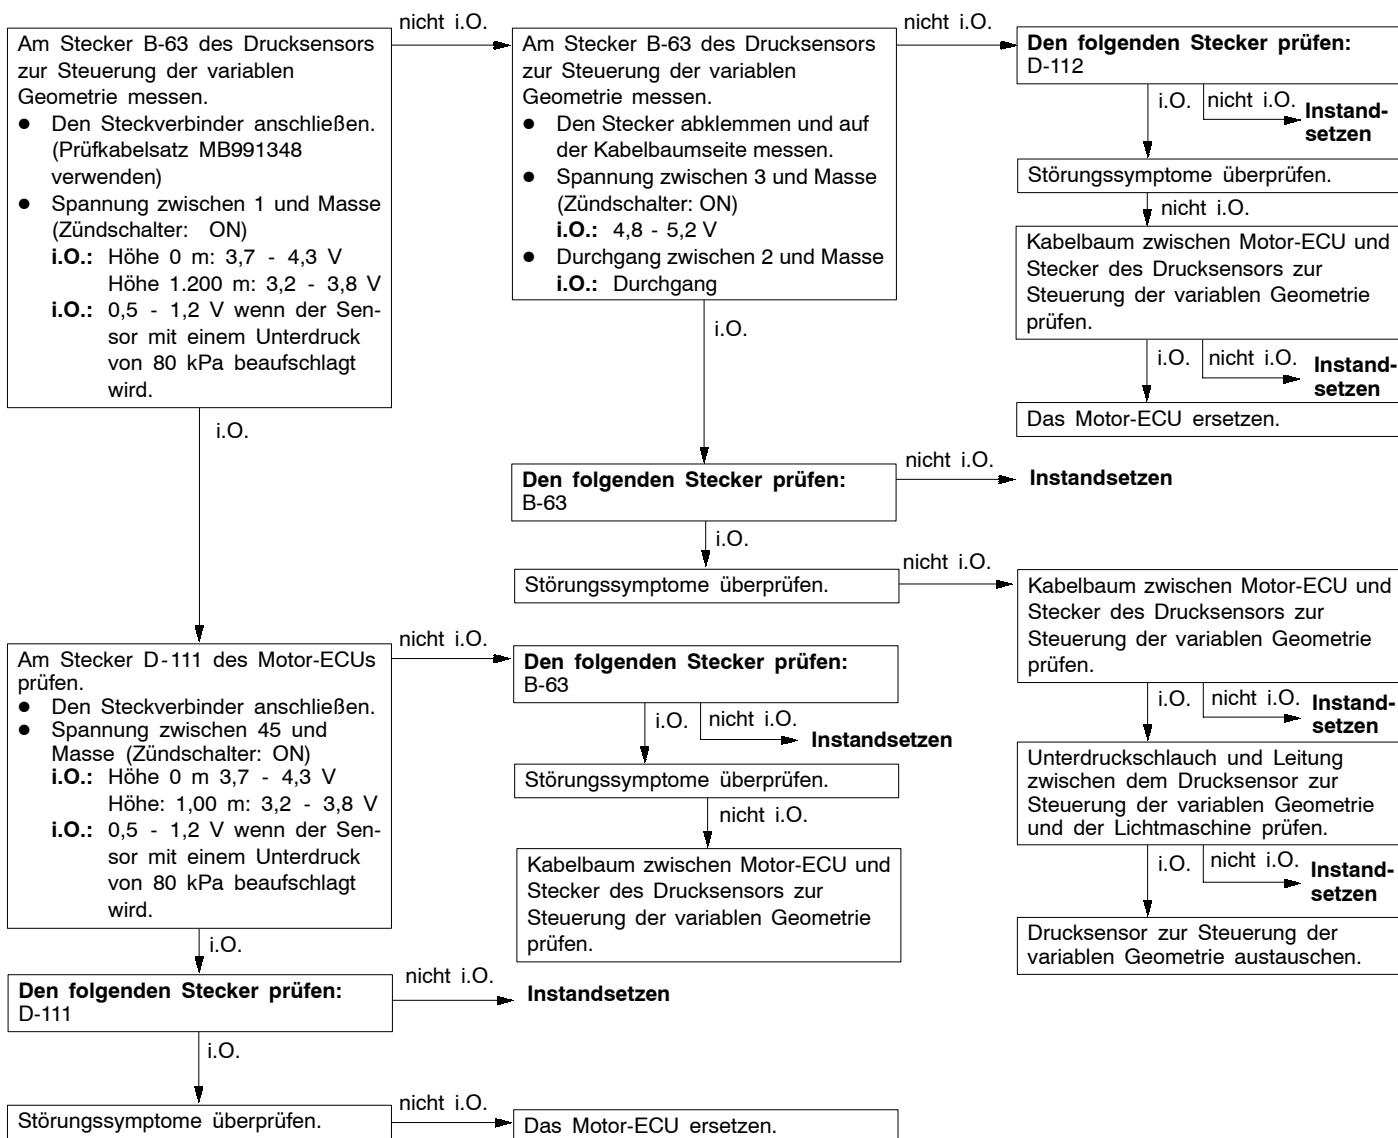 nicht i.O.
Am Stecker B-63 des Drucksensors
zur Steuerung der variablen
Geometrie messen.
● Den Steckverbinder anschließen.
(Prüfkabelsatz MB991348
verwenden)
● Spannung zwischen 1 und Masse
(Zündschalter: ON)
i.O.: Höhe 0 m: 3,7 - 4,3 V
Höhe 1.200 m: 3,2 - 3,8 V
i.O.: 0,5 - 1,2 V wenn der Sen-
sor mit einem Unterdruck
von 80 kPa beaufschlagt
wird.
i.O.
nicht i.O.
Am Stecker B-63 des Drucksensors
zur Steuerung der variablen
Geometrie messen.
● Den Stecker abklemmen und auf
der Kabelbaumseite messen.
● Spannung zwischen 3 und Masse
(Zündschalter: ON)
i.O.: 4,8 - 5,2 V
● Durchgang zwischen 2 und Masse
i.O.: Durchgang
i.O.
Den folgenden Stecker prüfen:
D-112
i.O.
nicht i.O.
Instand-
setzen
Störungssymptome überprüfen.
nicht i.O.
Kabelbaum zwischen Motor-ECU und
Stecker des Drucksensors zur
Steuerung der variablen Geometrie
prüfen.
i.O.
nicht i.O.
Instand-
setzen
Das Motor-ECU ersetzen.
Den folgenden Stecker prüfen:
B-63
nicht i.O.
Instandsetzen
i.O.
Störungssymptome überprüfen.
nicht i.O.
Kabelbaum zwischen Motor-ECU und
Stecker des Drucksensors zur
Steuerung der variablen Geometrie
prüfen.
i.O.
nicht i.O.
Instand-
setzen
Unterdruckschlauch und Leitung
zwischen dem Drucksensor zur
Steuerung der variablen Geometrie
und der Lichtmaschine prüfen.
i.O.
nicht i.O.
Instand-
setzen
Drucksensor zur Steuerung der
variablen Geometrie austauschen.
Am Stecker D-111 des Motor-ECUs
prüfen.
● Den Steckverbinder anschließen.
● Spannung zwischen 45 und
Masse (Zündschalter: ON)
i.O.: Höhe 0 m 3,7 - 4,3 V
Höhe: 1,00 m: 3,2 - 3,8 V
i.O.: 0,5 - 1,2 V wenn der Sen-
sor mit einem Unterdruck
von 80 kPa beaufschlagt
wird.
nicht i.O.
Den folgenden Stecker prüfen:
B-63
i.O.
nicht i.O.
Instandsetzen
Störungssymptome überprüfen.
nicht i.O.
Kabelbaum zwischen Motor-ECU und
Stecker des Drucksensors zur
Steuerung der variablen Geometrie
prüfen.
i.O.
Den folgenden Stecker prüfen:
D-111
nicht i.O.
Instandsetzen
i.O.
Störungssymptome überprüfen.
nicht i.O.
Das Motor-ECU ersetzen.